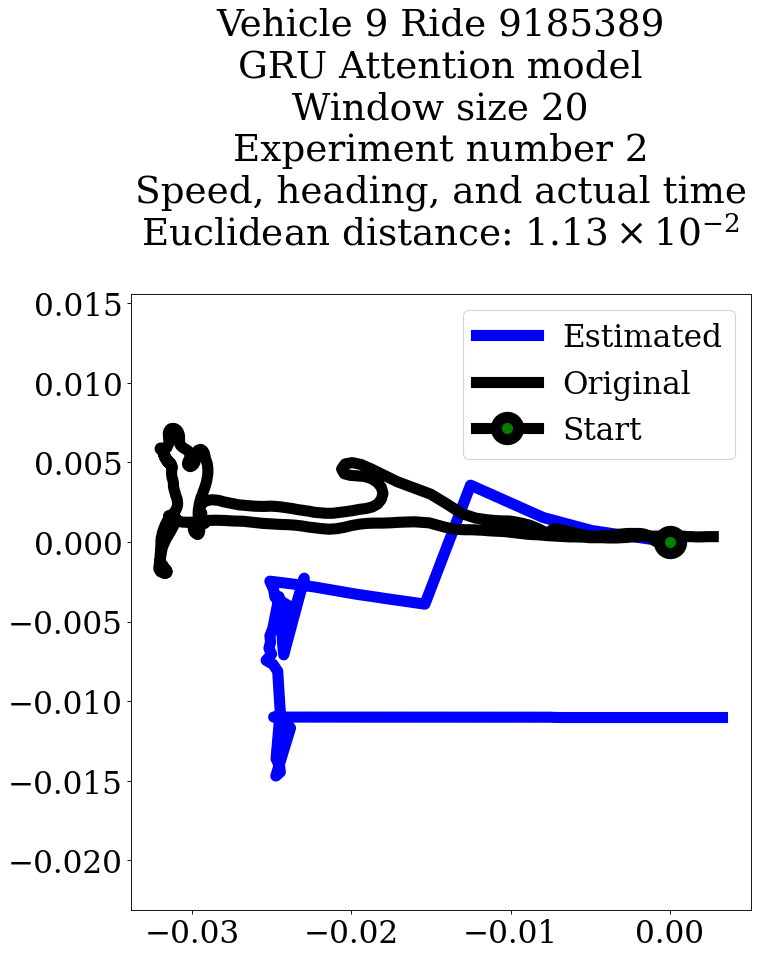 Vehicle 9 Ride 9185389
GRU Attention model
Window size 20
Experiment number 2
Speed, heading, and actual time
Euclidean distance: 1.13 × 10⁻²
0.015
0.010
0.005
0.000
−0.005
−0.010
−0.015
−0.020
Estimated
Original
Start
−0.03 −0.02 −0.01 0.00